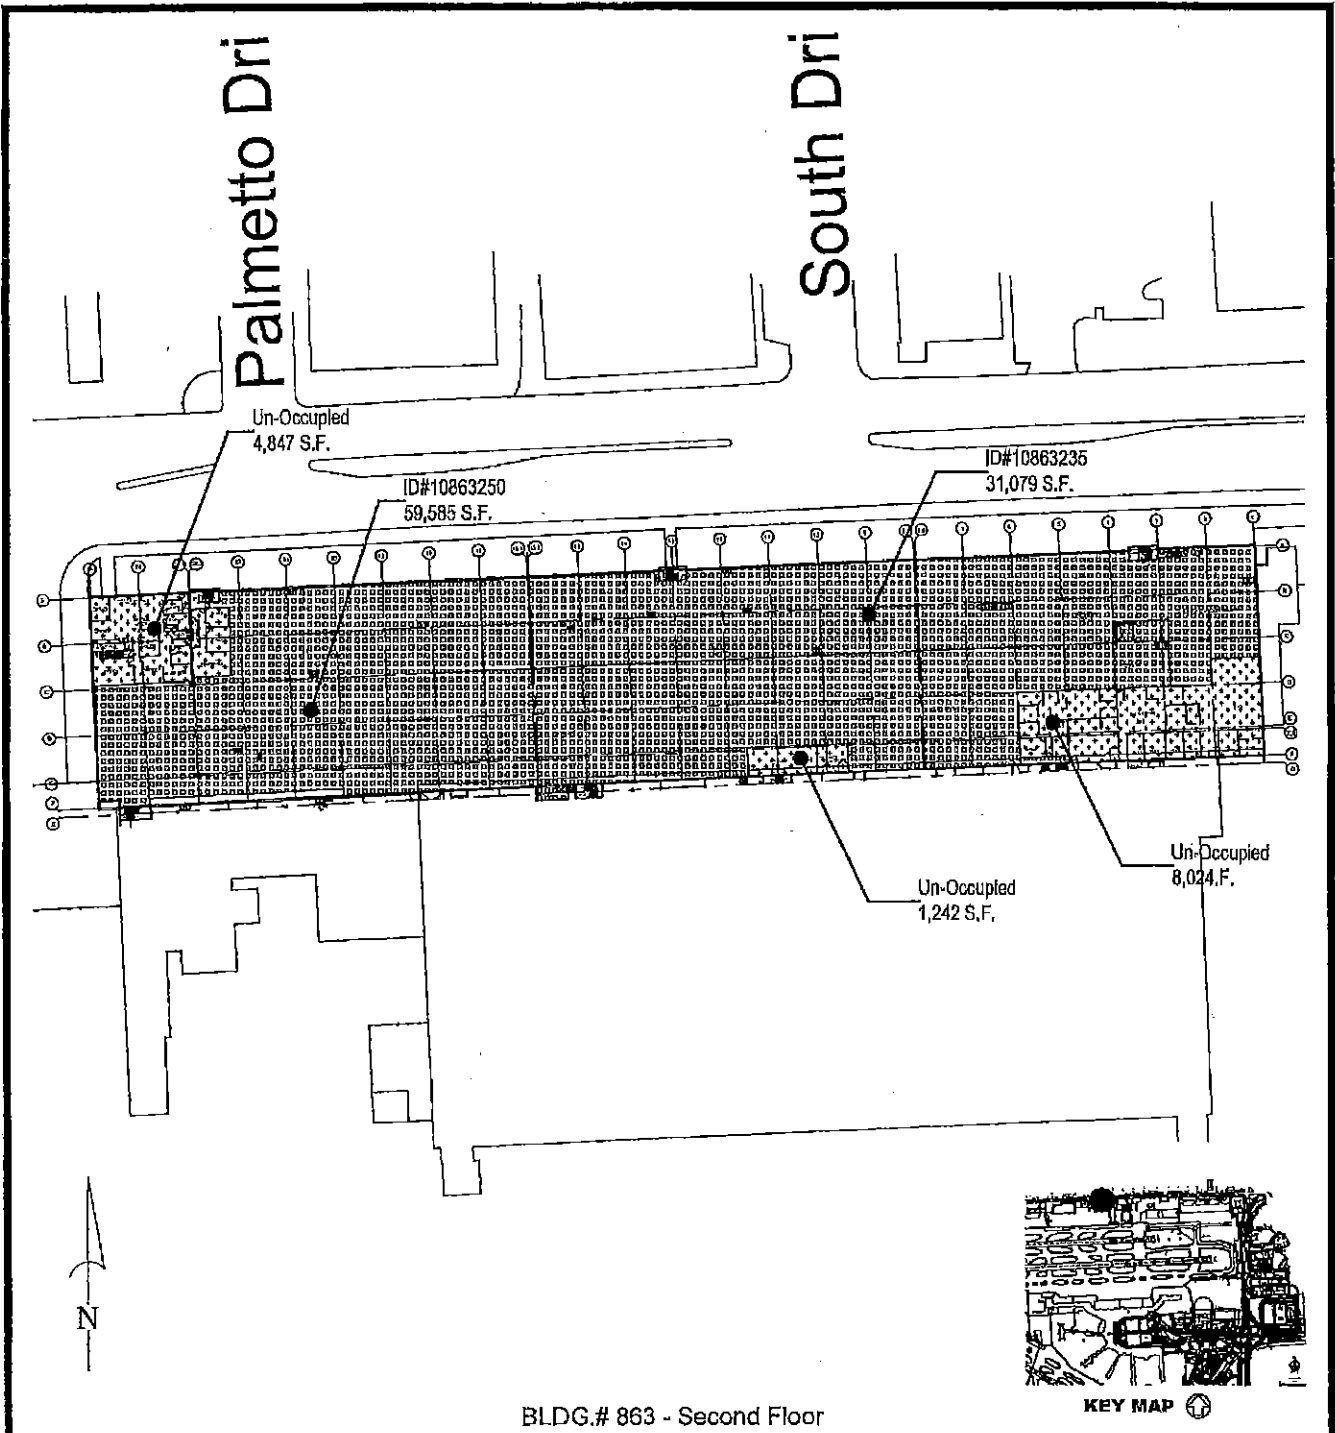 Palmetto Dri
South Dri
Un-Occupied
4,847 S.F.
ID#10863250
59,585 S.F.
ID#10863235
31,079 S.F.
Un-Occupied
8,024.F.
Un-Occupied
1,242 S.F.
N
KEY MAP
BLDG.# 863 - Second Floor